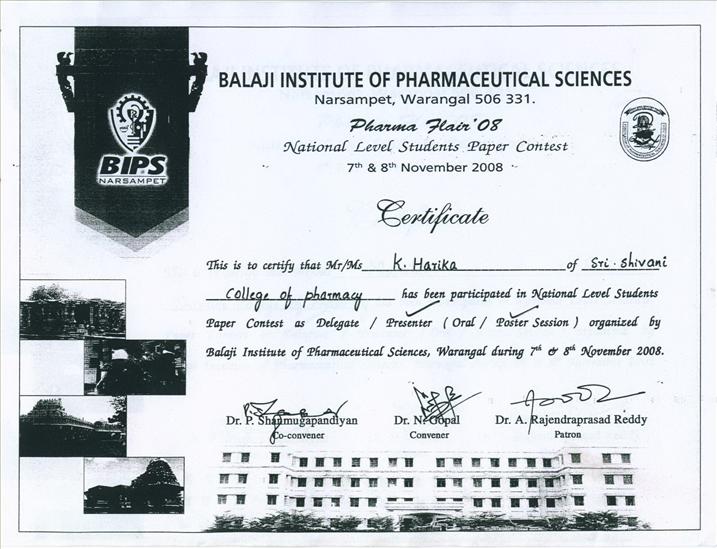 BALAJI INSTITUTE OF PHARMACEUTICAL SCIENCES
Narsampet, Warangal 506 331.
Pharma Flair'08
National Level Students Paper Contest
7th & 8th November 2008
BIPS
NARSAMPET
Certificate
This is to certify that Mr/Ms K. Harika of Sri. Shivani
College of pharmacy has been participated in National Level Students
Paper Contest as Delegate / Presenter ( Oral / Poster Session ) organized by
Balaji Institute of Pharmaceutical Sciences, Warangal during 7th & 8th November 2008.
Dr. P. Shanmugapandiyan Dr. N. Gopal Dr. A. Rajendraprasad Reddy
Co-convener Convener Patron